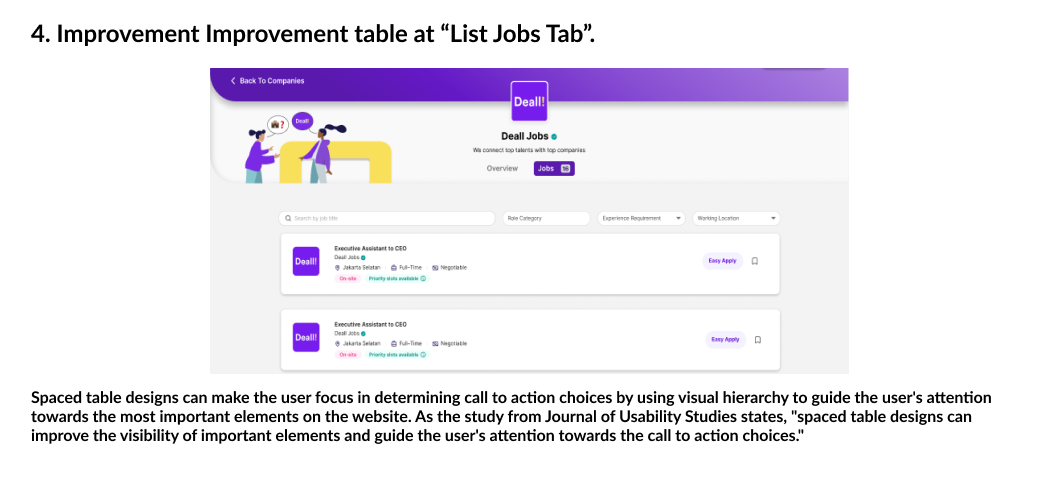 4. Improvement Improvement table at “List Jobs Tab”.
Back To Companies
Deall!
Deall!
Deall Jobs
We connect top talents with top companies
Overview
Jobs 16
Search by job title
Role Category
Experience Requirement
Working Location
Deall!
Executive Assistant to CEO
Deall Jobs
Jakarta Selatan Full-Time Negotiable
On-site Priority slots available
Easy Apply
Deall!
Executive Assistant to CEO
Deall Jobs
Jakarta Selatan Full-Time Negotiable
On-site Priority slots available
Easy Apply
Spaced table designs can make the user focus in determining call to action choices by using visual hierarchy to guide the user's attention
towards the most important elements on the website. As the study from Journal of Usability Studies states, "spaced table designs can
improve the visibility of important elements and guide the user's attention towards the call to action choices."